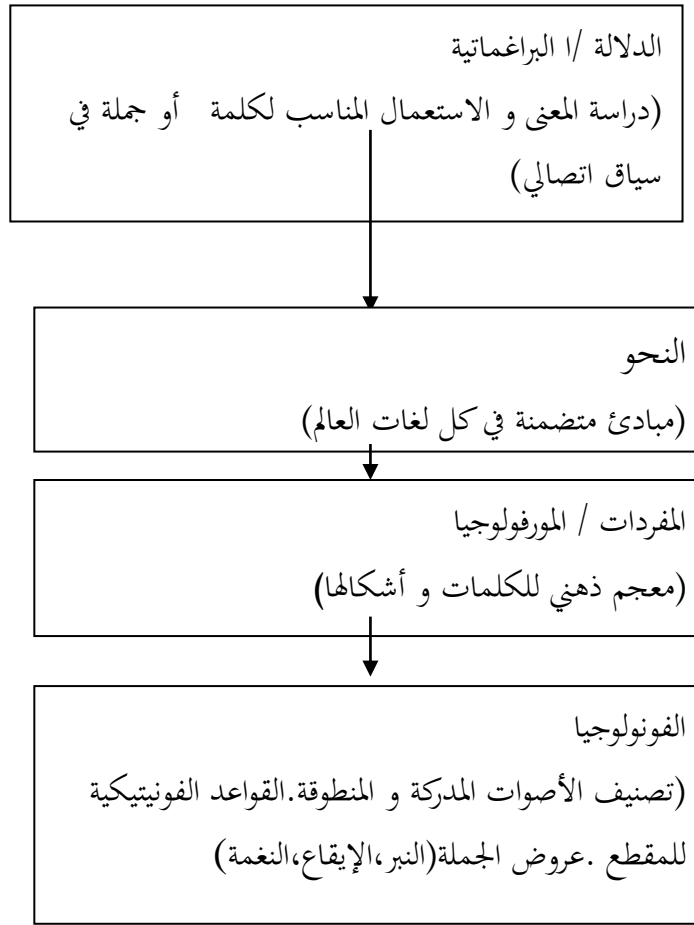 الدلالة /ا البراغماتية
(دراسة المعنى و الاستعمال المناسب لكلمة أو جملة في
سياق اتصالي)
النحو
(مبادئ متضمنة في كل لغات العالم)
المفردات / المورفولوجيا
(معجم ذهني للكلمات و أشكالها)
الفونولوجيا
(تصنيف الأصوات المدركة و المنطوقة.القواعد الفونيتيكية
للمقطع .عروض الجملة(النبر،الإيقاع،النغمة)